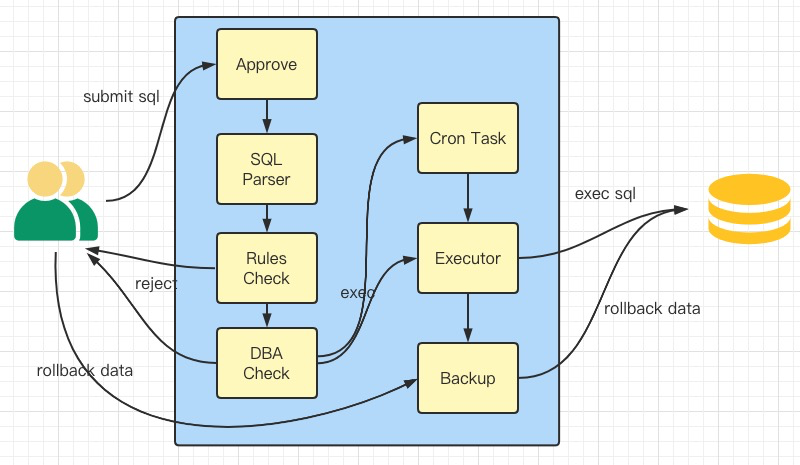 Approve
submit sql
SQL
Parser
Cron Task
exec sql
Rules
Check
Executor
reject
exec
rollback data
DBA
Check
rollback data
Backup